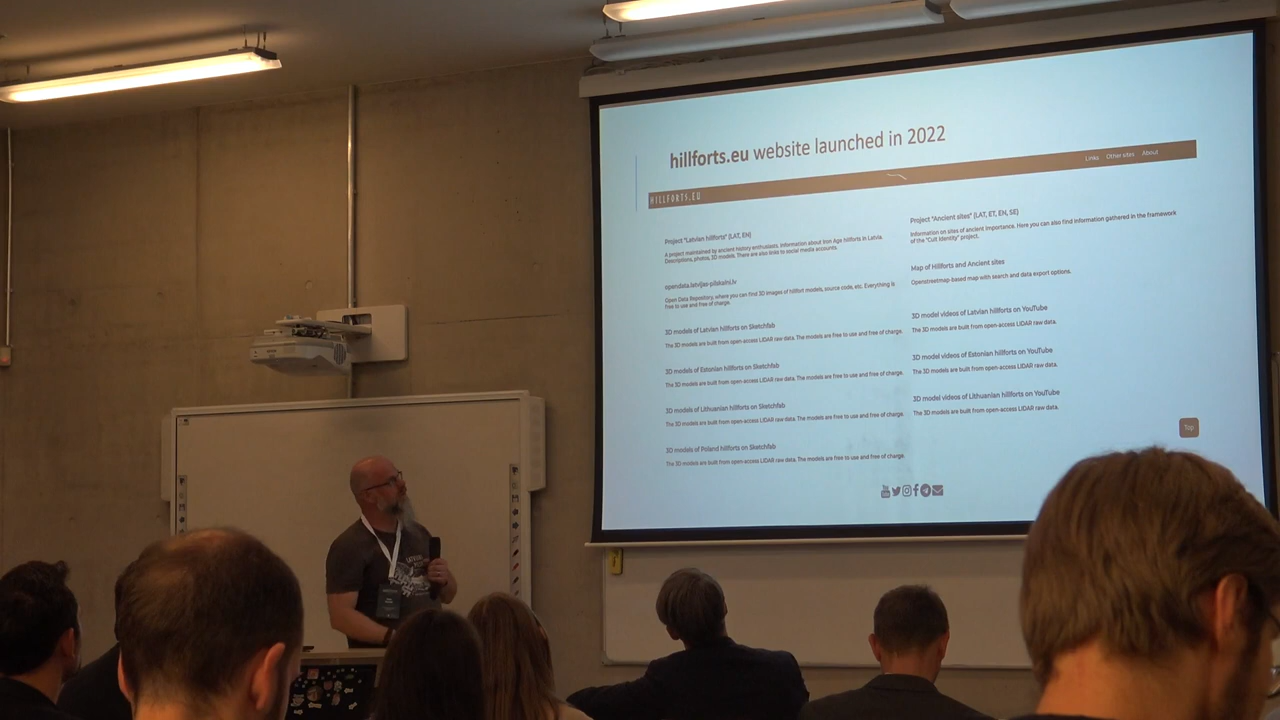 hillforts.eu website launched in 2022
HILLFORTS.EU
Links Other sites About
Project "Latvian hillforts" (LAT, EN)
A project maintained by ancient history enthusiasts. Information about Iron Age hillforts in Latvia.
Descriptions, photos, 3D models. There are also links to social media accounts.
opendata.latvijas-pilskalni.lv
Open Data Repository, where you can find 3D images of hillfort models, source code, etc. Everything is
free to use and free of charge.
3D models of Latvian hillforts on Sketchfab
The 3D models are built from open-access LIDAR raw data. The models are free to use and free of charge.
3D models of Estonian hillforts on Sketchfab
The 3D models are built from open-access LIDAR raw data. The models are free to use and free of charge.
3D models of Lithuanian hillforts on Sketchfab
The 3D models are built from open-access LIDAR raw data. The models are free to use and free of charge.
3D models of Poland hillforts on Sketchfab
The 3D models are built from open-access LIDAR raw data. The models are free to use and free of charge.
Project "Ancient sites" (LAT, ET, EN, SE)
Information on sites of ancient importance. Here you can also find information gathered in the framework
of the "Cult Identity" project.
Map of Hillforts and Ancient sites
Openstreetmap-based map with search and data export options.
3D model videos of Latvian hillforts on YouTube
The 3D models are built from open-access LIDAR raw data.
3D model videos of Estonian hillforts on YouTube
The 3D models are built from open-access LIDAR raw data.
3D model videos of Lithuanian hillforts on YouTube
The 3D models are built from open-access LIDAR raw data.
Top